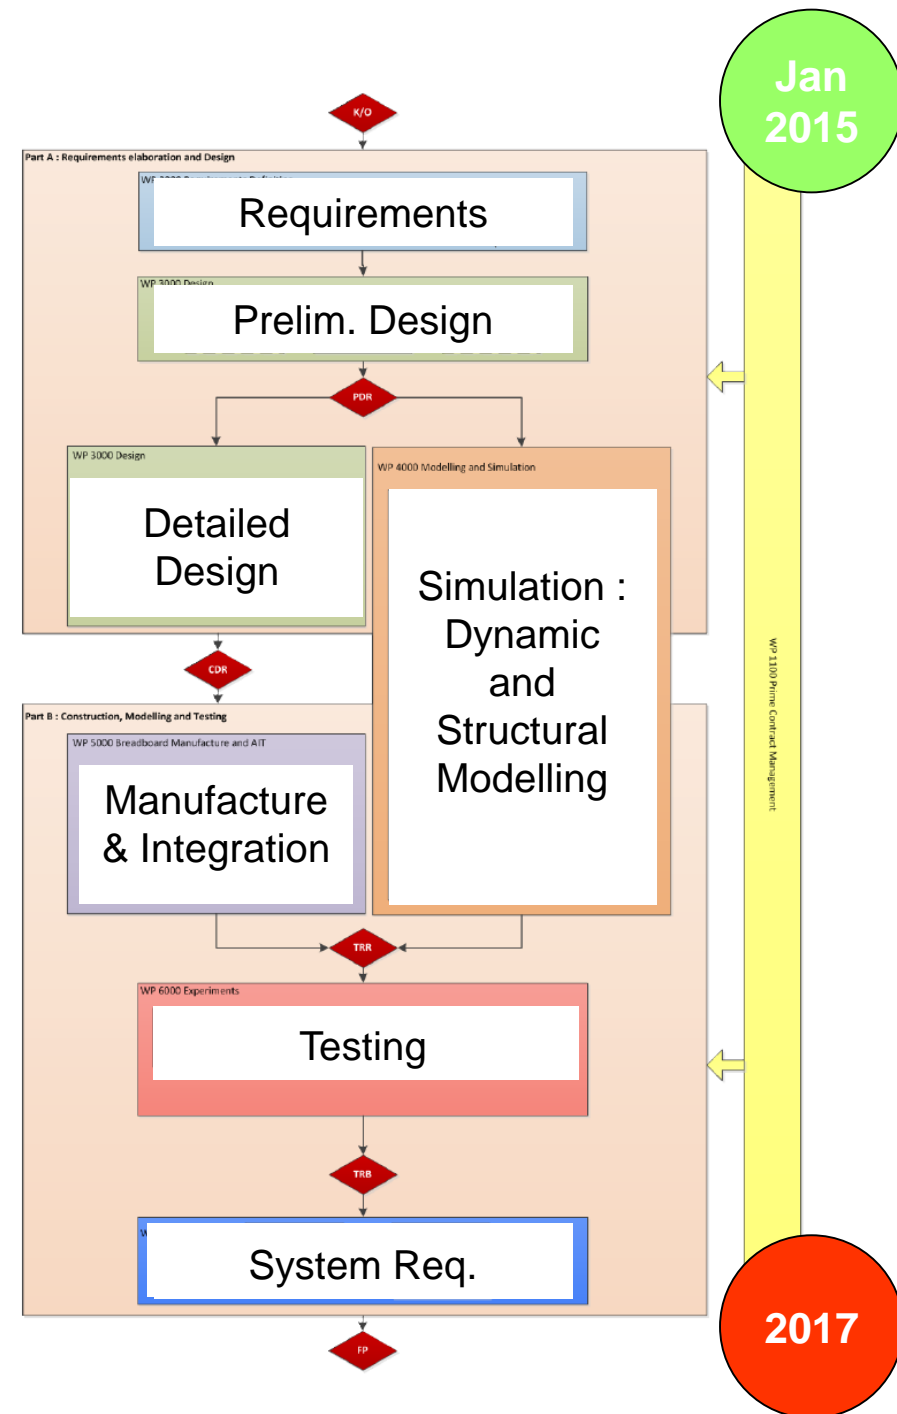 Jan
2015
K/O
Part A : Requirements elaboration and Design
Requirements
WP 3000 Design
Prelim. Design
PDR
WP 3000 Design
Detailed
Design
WP 4000 Modelling and Simulation
Simulation :
Dynamic
and
Structural
Modelling
CDR
Part B : Construction, Modelling and Testing
WP 5000 Breadboard Manufacture and AIT
Manufacture
& Integration
WP 1100 Prime Contract Management
TRR
WP 6000 Experiments
Testing
TRB
System Req.
FP
2017